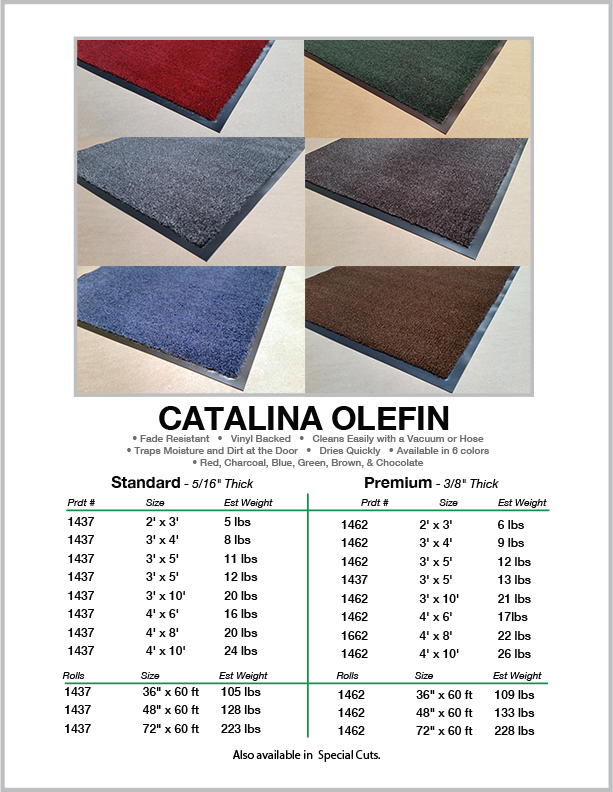 CATALINA OLEFIN
• Fade Resistant • Vinyl Backed • Cleans Easily with a Vacuum or Hose
• Traps Moisture and Dirt at the Door • Dries Quickly • Available in 6 colors
• Red, Charcoal, Blue, Green, Brown, & Chocolate
Standard - 5/16" Thick
Prdt # Size Est Weight
1437 2' x 3' 5 lbs
1437 3' x 4' 8 lbs
1437 3' x 5' 11 lbs
1437 3' x 5' 12 lbs
1437 3' x 10' 20 lbs
1437 4' x 6' 16 lbs
1437 4' x 8' 20 lbs
1437 4' x 10' 24 lbs
Rolls Size Est Weight
1437 36" x 60 ft 105 lbs
1437 48" x 60 ft 128 lbs
1437 72" x 60 ft 223 lbs
Premium - 3/8" Thick
Prdt # Size Est Weight
1462 2' x 3' 6 lbs
1462 3' x 4' 9 lbs
1462 3' x 5' 12 lbs
1437 3' x 5' 13 lbs
1462 3' x 10' 21 lbs
1462 4' x 6' 17lbs
1662 4' x 8' 22 lbs
1462 4' x 10' 26 lbs
Rolls Size Est Weight
1462 36" x 60 ft 109 lbs
1462 48" x 60 ft 133 lbs
1462 72" x 60 ft 228 lbs
Also available in Special Cuts.